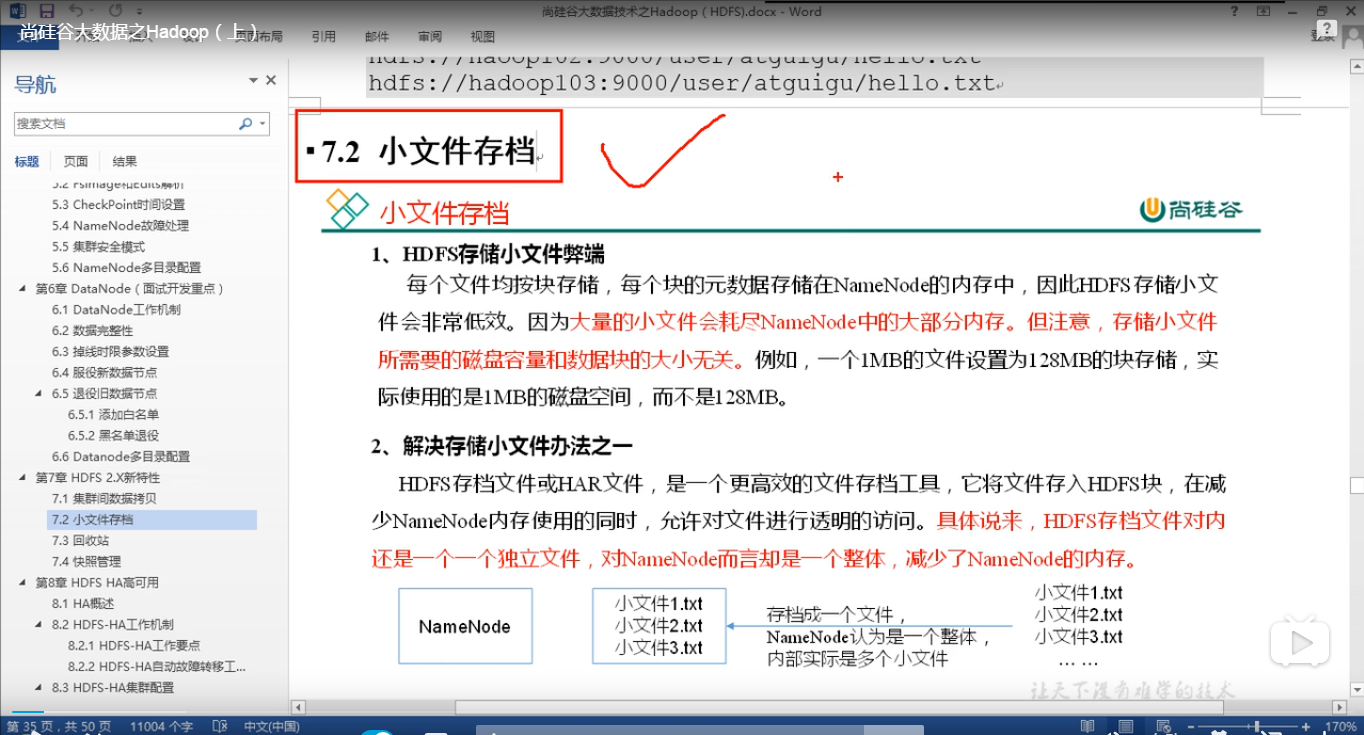 尚硅谷大数据技术之Hadoop（HDFS).docx - Word
尚硅谷大数据之Hadoop（上）
页面布局 引用 邮件 审阅 视图
登录
导航
搜索文档
标题 页面 结果
5.2 Fsimage和Edits解析
5.3 CheckPoint时间设置
5.4 NameNode故障处理
5.5 集群安全模式
5.6 NameNode多目录配置
第6章 DataNode（面试开发重点）
6.1 DataNode工作机制
6.2 数据完整性
6.3 掉线时限参数设置
6.4 服役新数据节点
6.5 退役旧数据节点
6.5.1 添加白名单
6.5.2 黑名单退役
6.6 Datanode多目录配置
第7章 HDFS 2.X新特性
7.1 集群间数据拷贝
7.2 小文件存档
7.3 回收站
7.4 快照管理
第8章 HDFS HA高可用
8.1 HA概述
8.2 HDFS-HA工作机制
8.2.1 HDFS-HA工作要点
8.2.2 HDFS-HA自动故障转移工...
8.3 HDFS-HA集群配置
hdfs://hadoop102:9000/user/atguigu/hello.txt
hdfs://hadoop103:9000/user/atguigu/hello.txt
7.2 小文件存档
小文件存档
尚硅谷
1、HDFS存储小文件弊端
每个文件均按块存储，每个块的元数据存储在NameNode的内存中，因此HDFS存储小文
件会非常低效。因为大量的小文件会耗尽NameNode中的大部分内存。但注意，存储小文件
所需要的磁盘容量和数据块的大小无关。例如，一个1MB的文件设置为128MB的块存储，实
际使用的是1MB的磁盘空间，而不是128MB。
2、解决存储小文件办法之一
HDFS存档文件或HAR文件，是一个更高效的文件存档工具，它将文件存入HDFS块，在减
少NameNode内存使用的同时，允许对文件进行透明的访问。具体说来，HDFS存档文件对内
还是一个一个独立文件，对NameNode而言却是一个整体，减少了NameNode的内存。
NameNode
小文件1.txt
小文件2.txt
小文件3.txt
存档成一个文件，
NameNode认为是一个整体，
内部实际是多个小文件
小文件1.txt
小文件2.txt
小文件3.txt
... ...
让天下没有难学的技术
第 35 页，共 50 页 11004 个字 中文(中国)
170%